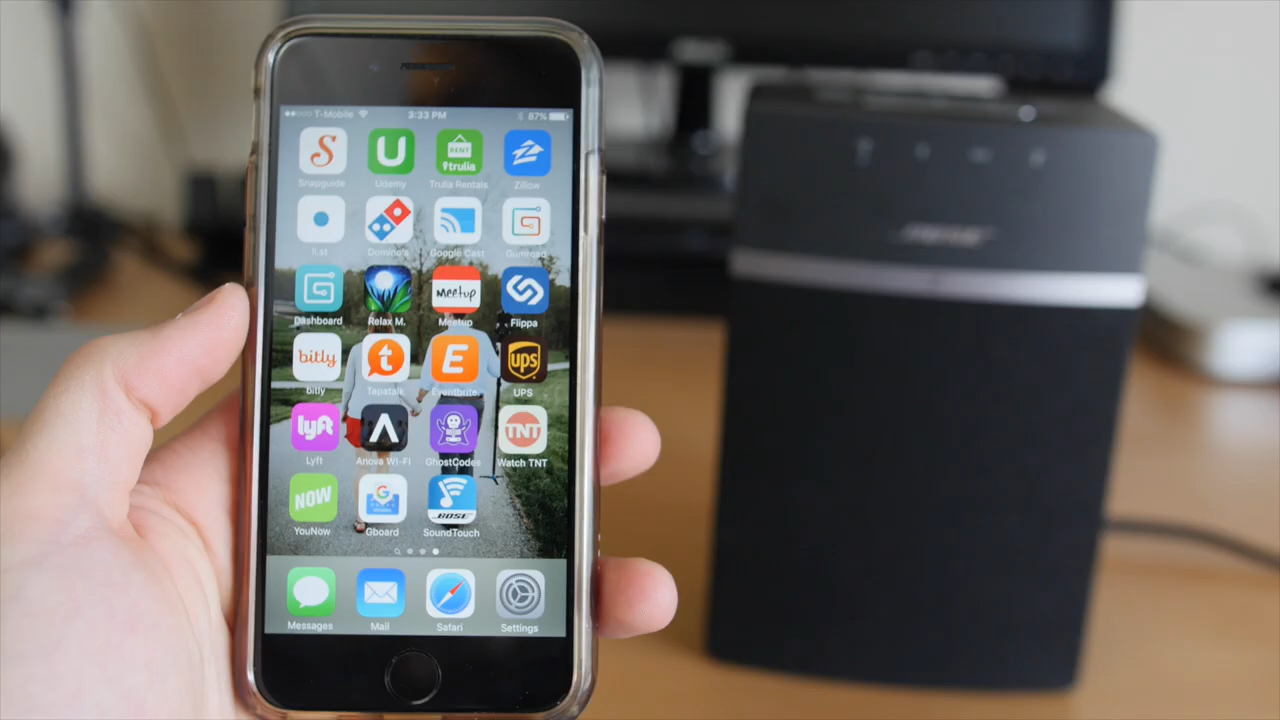 T-Mobile 3:33 PM 87%
S
U
RENT
trulia
Snapguide Udemy Trulia Rentals Zillow
Domino's Google Cast Gumroad
meetup
Dashboard Relax M. Meetup Flippa
bitly t E ups
bitly Tapatalk Eventbrite UPS
lyft TNT
Lyft Anova WI-FI GhostCodes Watch TNT
NOW G BOSE
YouNow Gboard SoundTouch
Messages Mail Safari Settings
BOSE